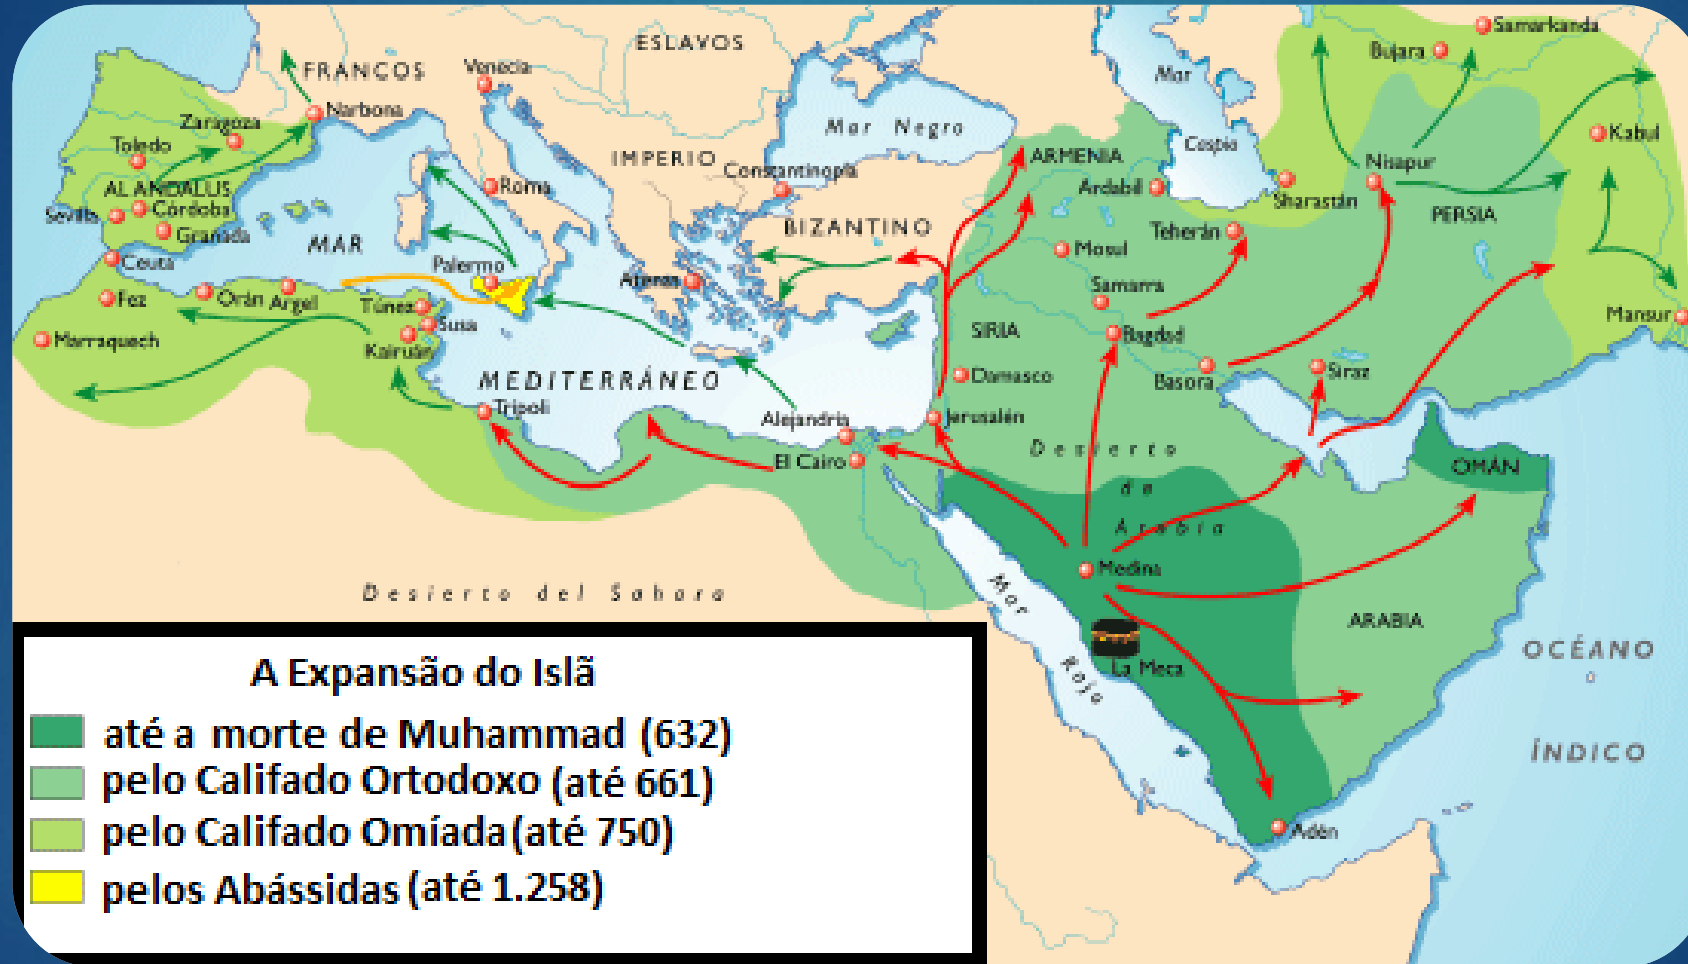 ESLAVOS
FRANCOS
Venecia
Narbona
Zaragoza
Toledo
AL ANDALUS
Sevilla
Córdoba
Granada
Ceuta
Fez
Orán
Argel
Marraquech
MAR
Roma
Palermo
Túnez
Susa
Kairuán
Trípoli
MEDITERRÁNEO
IMPERIO
Constantinopla
BIZANTINO
Atenas
Mar Negro
Alejandría
El Cairo
Jerusalén
Damasco
SIRIA
ARMENIA
Ardabil
Mosul
Samarra
Bagdad
Basora
Teherán
Mar
Caspio
Sharastán
Nisapur
PERSIA
Bujara
Samarkanda
Kabul
Mansur
Siraz
Desierto
de
Arabia
OMÁN
Medina
La Meca
ARABIA
Mar
Rojo
Adén
OCÉANO
ÍNDICO
Desierto del Sahara
A Expansão do Islã
até a morte de Muhammad (632)
pelo Califado Ortodoxo (até 661)
pelo Califado Omíada (até 750)
pelos Abássidas (até 1.258)